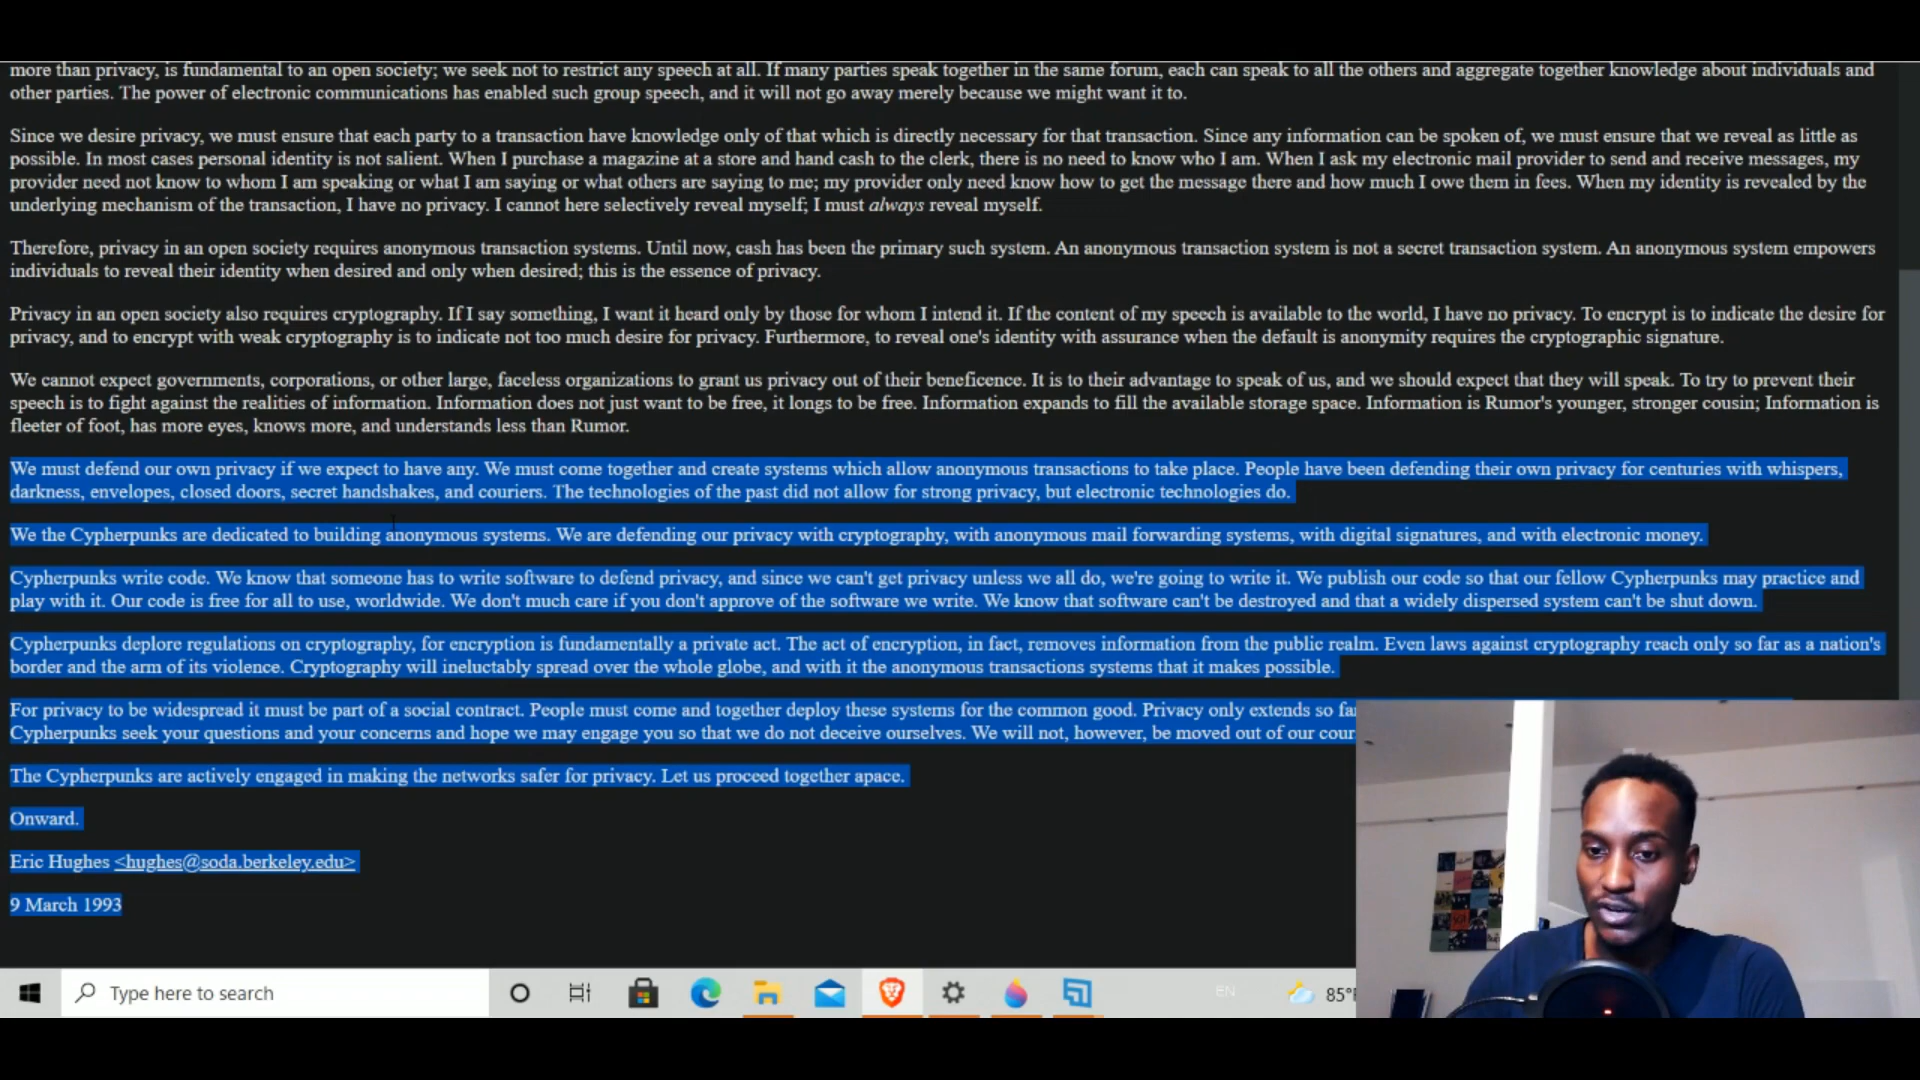 more than privacy, is fundamental to an open society; we seek not to restrict any speech at all. If many parties speak together in the same forum, each can speak to all the others and aggregate together knowledge about individuals and
other parties. The power of electronic communications has enabled such group speech, and it will not go away merely because we might want it to.
Since we desire privacy, we must ensure that each party to a transaction have knowledge only of that which is directly necessary for that transaction. Since any information can be spoken of, we must ensure that we reveal as little as
possible. In most cases personal identity is not salient. When I purchase a magazine at a store and hand cash to the clerk, there is no need to know who I am. When I ask my electronic mail provider to send and receive messages, my
provider need not know to whom I am speaking or what I am saying or what others are saying to me; my provider only need know how to get the message there and how much I owe them in fees. When my identity is revealed by the
underlying mechanism of the transaction, I have no privacy. I cannot here selectively reveal myself; I must always reveal myself.
Therefore, privacy in an open society requires anonymous transaction systems. Until now, cash has been the primary such system. An anonymous transaction system is not a secret transaction system. An anonymous system empowers
individuals to reveal their identity when desired and only when desired; this is the essence of privacy.
Privacy in an open society also requires cryptography. If I say something, I want it heard only by those for whom I intend it. If the content of my speech is available to the world, I have no privacy. To encrypt is to indicate the desire for
privacy, and to encrypt with weak cryptography is to indicate not too much desire for privacy. Furthermore, to reveal one's identity with assurance when the default is anonymity requires the cryptographic signature.
We cannot expect governments, corporations, or other large, faceless organizations to grant us privacy out of their beneficence. It is to their advantage to speak of us, and we should expect that they will speak. To try to prevent their
speech is to fight against the realities of information. Information does not just want to be free, it longs to be free. Information expands to fill the available storage space. Information is Rumor's younger, stronger cousin; Information is
fleeter of foot, has more eyes, knows more, and understands less than Rumor.
We must defend our own privacy if we expect to have any. We must come together and create systems which allow anonymous transactions to take place. People have been defending their own privacy for centuries with whispers,
darkness, envelopes, closed doors, secret handshakes, and couriers. The technologies of the past did not allow for strong privacy, but electronic technologies do.
We the Cypherpunks are dedicated to building anonymous systems. We are defending our privacy with cryptography, with anonymous mail forwarding systems, with digital signatures, and with electronic money.
Cypherpunks write code. We know that someone has to write software to defend privacy, and since we can't get privacy unless we all do, we're going to write it. We publish our code so that our fellow Cypherpunks may practice and
play with it. Our code is free for all to use, worldwide. We don't much care if you don't approve of the software we write. We know that software can't be destroyed and that a widely dispersed system can't be shut down.
Cypherpunks deplore regulations on cryptography, for encryption is fundamentally a private act. The act of encryption, in fact, removes information from the public realm. Even laws against cryptography reach only so far as a nation's
border and the arm of its violence. Cryptography will ineluctably spread over the whole globe, and with it the anonymous transactions systems that it makes possible.
For privacy to be widespread it must be part of a social contract. People must come and together deploy these systems for the common good. Privacy only extends so far
Cypherpunks seek your questions and your concerns and hope we may engage you so that we do not deceive ourselves. We will not, however, be moved out of our cour
The Cypherpunks are actively engaged in making the networks safer for privacy. Let us proceed together apace.
Onward.
Eric Hughes <hughes@soda.berkeley.edu>
9 March 1993
Type here to search
EN
85°F